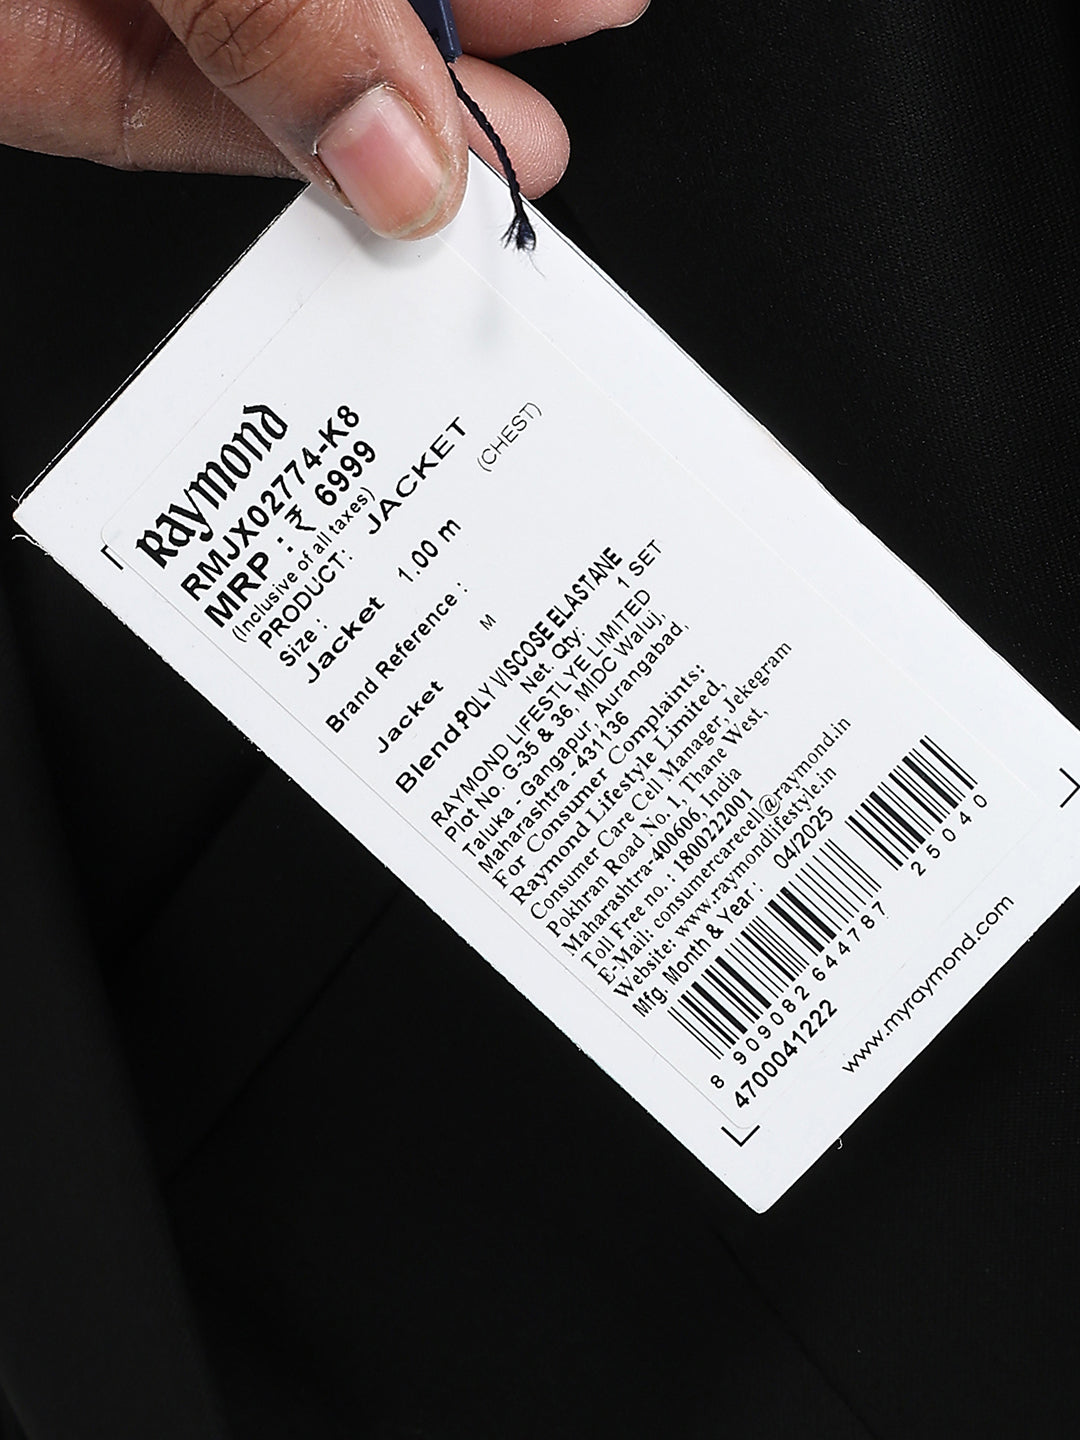 Raymond
RMJX02774-K8
MRP : ₹ 6999
(Inclusive of all taxes)
PRODUCT: JACKET
Size : (CHEST)
Jacket 1.00 m
Brand Reference :
Jacket M
Blend:POLY VISCOSE ELASTANE
Net. Qty: 1 SET
RAYMOND LIFESTLYE LIMITED
Plot No. G-35 & 36, MIDC Waluj,
Taluka - Gangapur, Aurangabad,
Maharashtra - 431136
For Consumer Complaints:
Raymond Lifestyle Limited,
Consumer Care Cell Manager, Jekegram
Pokhran Road No. 1, Thane West,
Maharashtra-400606, India
Toll Free no. : 1800222001
E-Mail: consumercarecell@raymond.in
Website: www.raymondlifestyle.in
Mfg. Month & Year : 04/2025
8 909082 644787 25040
4700041222
www.myraymond.com